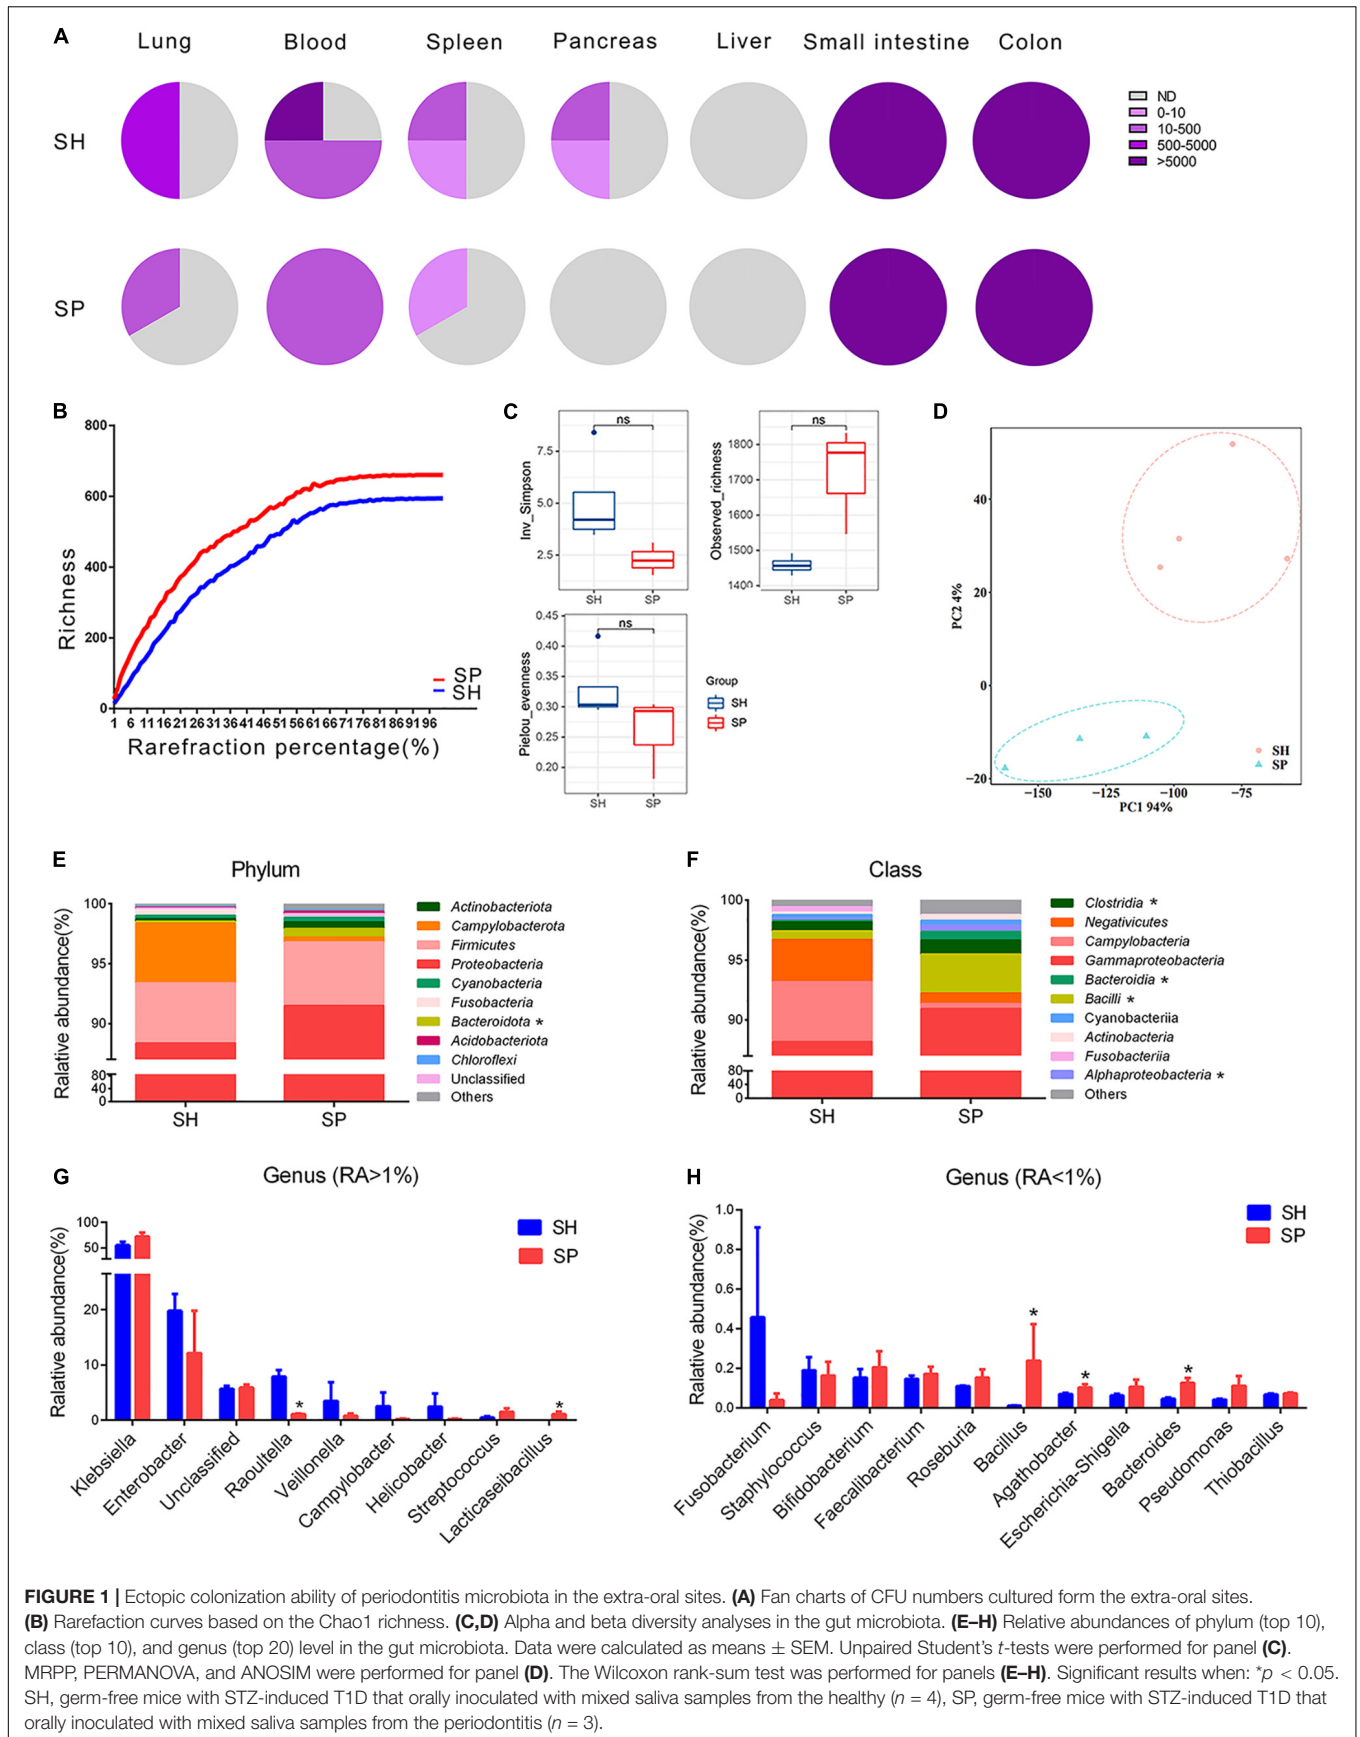 A
Lung Blood Spleen Pancreas Liver Small intestine Colon
SH
SP
ND
0-10
10-500
500-5000
>5000
B
Richness
800
600
400
200
0
1 6 11 16 21 26 31 36 41 46 51 56 61 66 71 76 81 86 91 96
Rarefraction percentage(%)
SP
SH
C
Inv_Simpson
7.5
5.0
2.5
ns
SH SP
Observed_richness
1800
1700
1600
1500
1400
ns
SH SP
Pielou_evenness
0.45
0.40
0.35
0.30
0.25
0.20
ns
SH SP
Group
SH
SP
D
PC2 4%
40
20
0
−20
−150 −125 −100 −75
PC1 94%
SH
SP
E
Phylum
Ralative abundance(%)
100
95
90
80
40
0
SH SP
Actinobacteriota
Campylobacterota
Firmicutes
Proteobacteria
Cyanobacteria
Fusobacteria
Bacteroidota *
Acidobacteriota
Chloroflexi
Unclassified
Others
F
Class
Ralative abundance(%)
100
95
90
80
40
0
SH SP
Clostridia *
Negativicutes
Campylobacteria
Gammaproteobacteria
Bacteroidia *
Bacilli *
Cyanobacteriia
Actinobacteria
Fusobacteriia
Alphaproteobacteria *
Others
G
Genus (RA>1%)
Ralative abundance(%)
100
50
20
10
0
SH
SP
* *
Klebsiella
Enterobacter
Unclassified
Raoultella
Veillonella
Campylobacter
Helicobacter
Streptococcus
Lacticaseibacillus
H
Genus (RA<1%)
Ralative abundance(%)
1.0
0.8
0.6
0.4
0.2
0.0
SH
SP
* * *
Fusobacterium
Staphylococcus
Bifidobacterium
Faecalibacterium
Roseburia
Bacillus
Agathobacter
Escherichia-Shigella
Bacteroides
Pseudomonas
Thiobacillus
FIGURE 1 | Ectopic colonization ability of periodontitis microbiota in the extra-oral sites. (A) Fan charts of CFU numbers cultured form the extra-oral sites.
(B) Rarefaction curves based on the Chao1 richness. (C,D) Alpha and beta diversity analyses in the gut microbiota. (E–H) Relative abundances of phylum (top 10),
class (top 10), and genus (top 20) level in the gut microbiota. Data were calculated as means ± SEM. Unpaired Student's t-tests were performed for panel (C).
MRPP, PERMANOVA, and ANOSIM were performed for panel (D). The Wilcoxon rank-sum test was performed for panels (E–H). Significant results when: *p < 0.05.
SH, germ-free mice with STZ-induced T1D that orally inoculated with mixed saliva samples from the healthy (n = 4), SP, germ-free mice with STZ-induced T1D that
orally inoculated with mixed saliva samples from the periodontitis (n = 3).